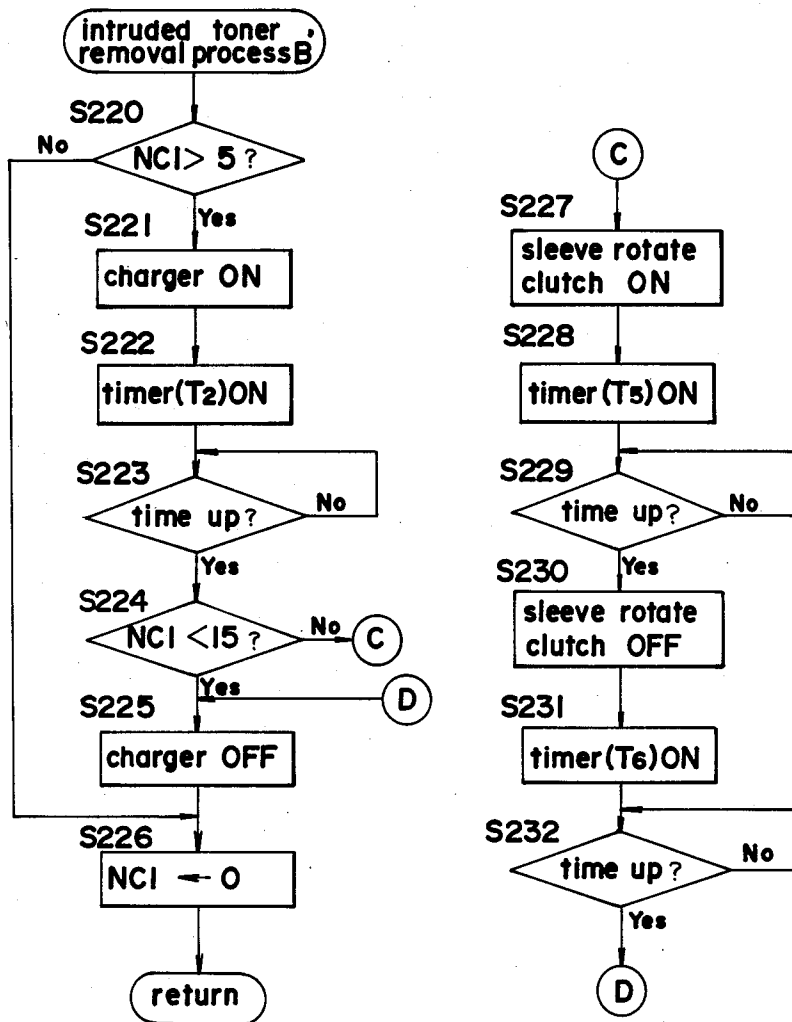 intruded toner
removal process B
S220
No
NCI> 5?
Yes
S221
charger ON
S222
timer(T2)ON
S223
time up?
No
Yes
S224
NCI <15?
No
C
Yes
D
S225
charger OFF
S226
NCI ← 0
return
C
S227
sleeve rotate
clutch ON
S228
timer(T5)ON
S229
time up?
No
Yes
S230
sleeve rotate
clutch OFF
S231
timer(T6)ON
S232
time up?
No
Yes
D